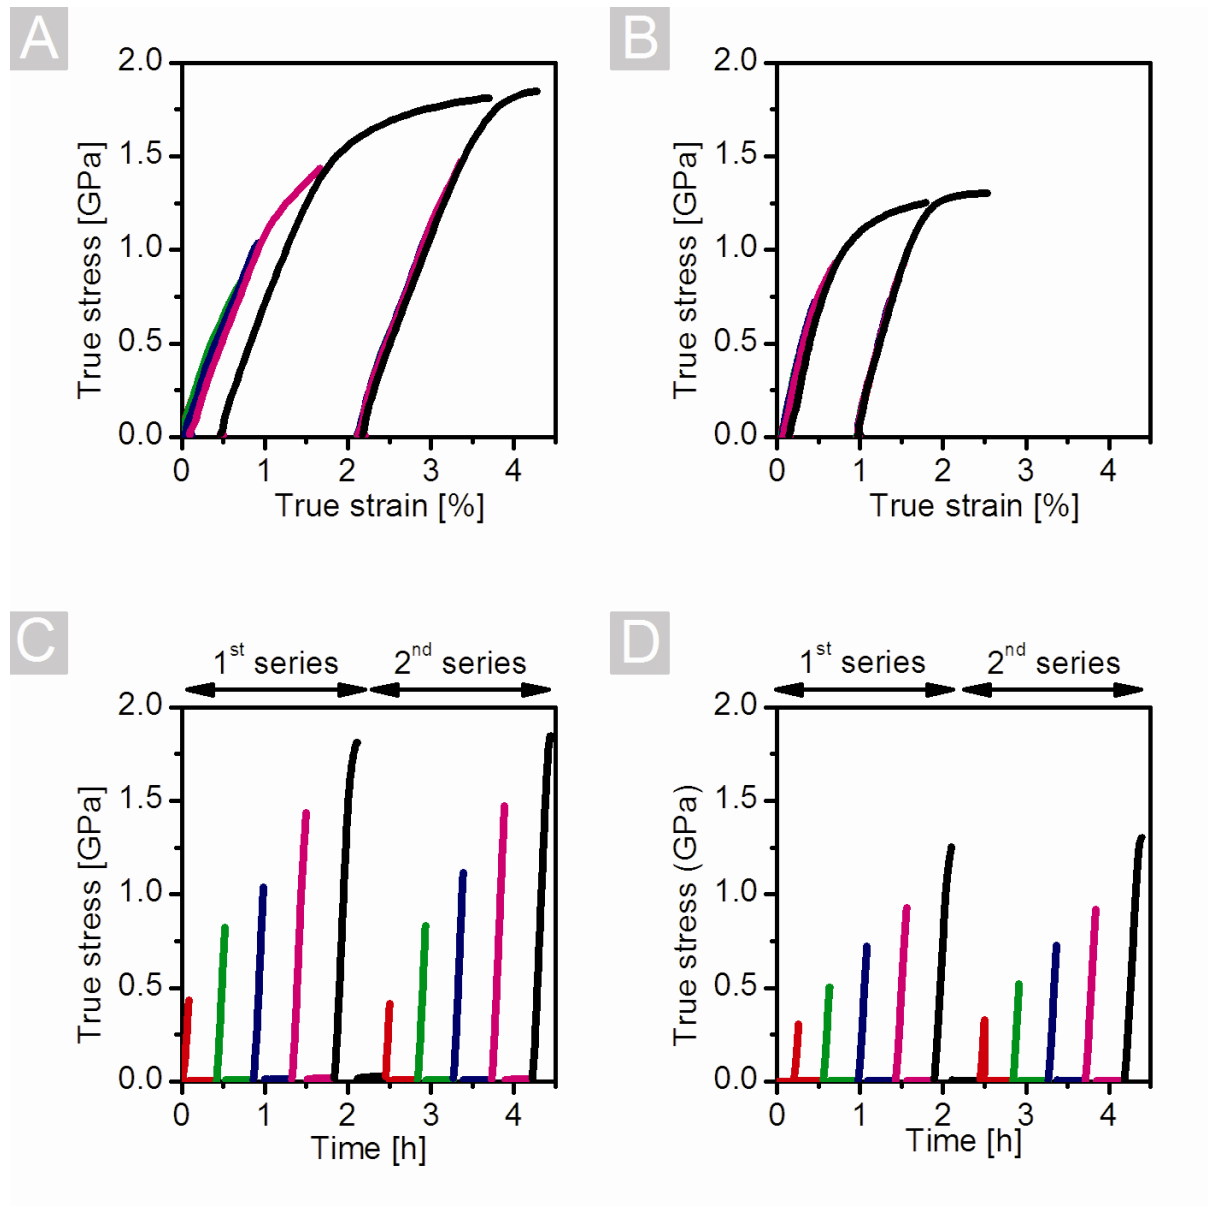 A
B
2.0
1.5
1.0
0.5
0.0
True stress [GPa]
0 1 2 3 4
True strain [%]
2.0
1.5
1.0
0.5
0.0
True stress [GPa]
0 1 2 3 4
True strain [%]
C
D
1st series 2nd series
2.0
1.5
1.0
0.5
0.0
True stress [GPa]
0 1 2 3 4
Time [h]
1st series 2nd series
2.0
1.5
1.0
0.5
0.0
True stress (GPa)
0 1 2 3 4
Time [h]